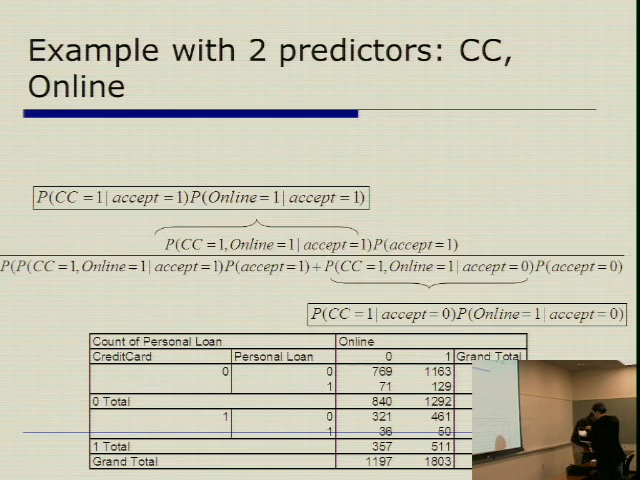 Example with 2 predictors: CC,
Online
P(CC = 1 | accept = 1)P(Online = 1 | accept = 1)
P(CC = 1, Online = 1 | accept = 1)P(accept = 1)
P(P(CC = 1, Online = 1 | accept = 1)P(accept = 1) + P(CC = 1, Online = 1 | accept = 0)P(accept = 0)
P(CC = 1 | accept = 0)P(Online = 1 | accept = 0)
Count of Personal Loan Online
CreditCard Personal Loan 0 1 Grand Total
0 0 769 1163
1 71 129
0 Total 840 1292
1 0 321 461
1 36 50
1 Total 357 511
Grand Total 1197 1803